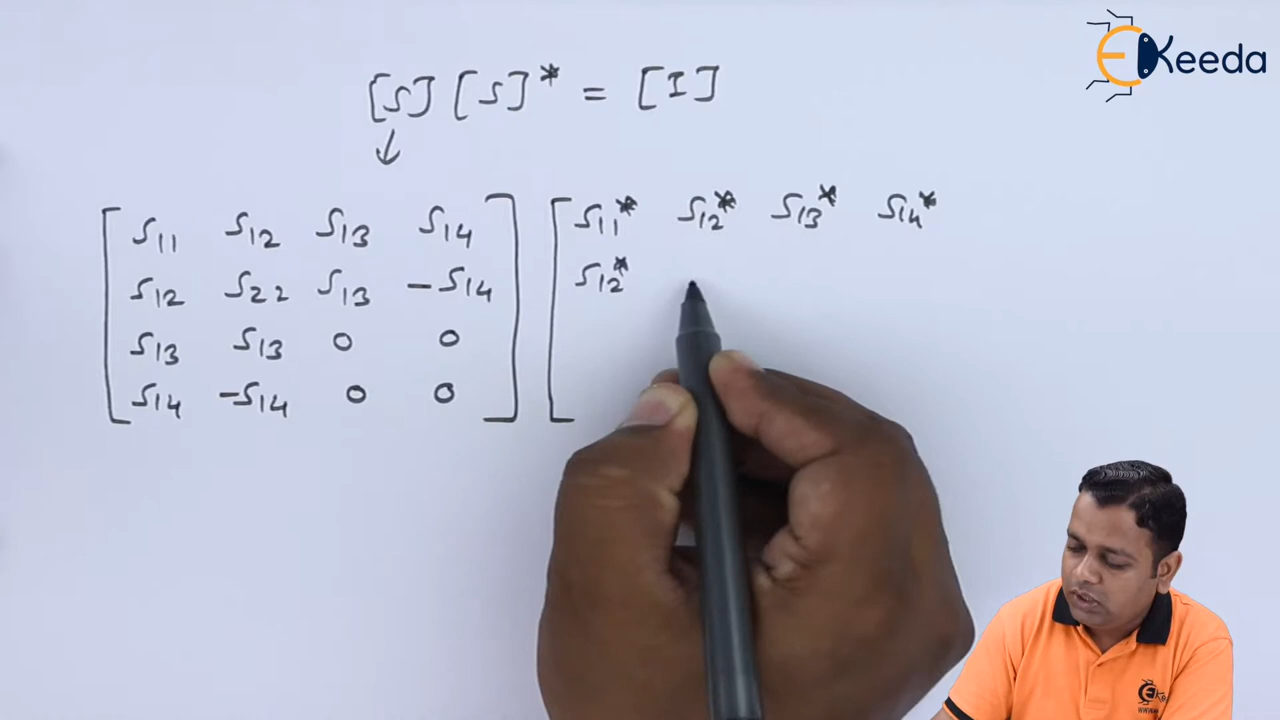 EKeeda
[S] [S]* = [I]
↓
[ S11 S12 S13 S14 ] [ S11* S12* S13* S14*
S12 S22 S13 -S14 S12*
S13 S13 0 0
S14 -S14 0 0